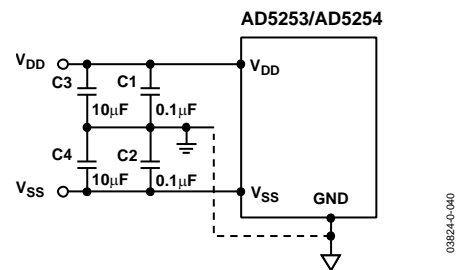 AD5253/AD5254
VDD
C3
C1
VDD
10µF
0.1µF
C4
C2
10µF
0.1µF
VSS
VSS
GND
03824-0-040